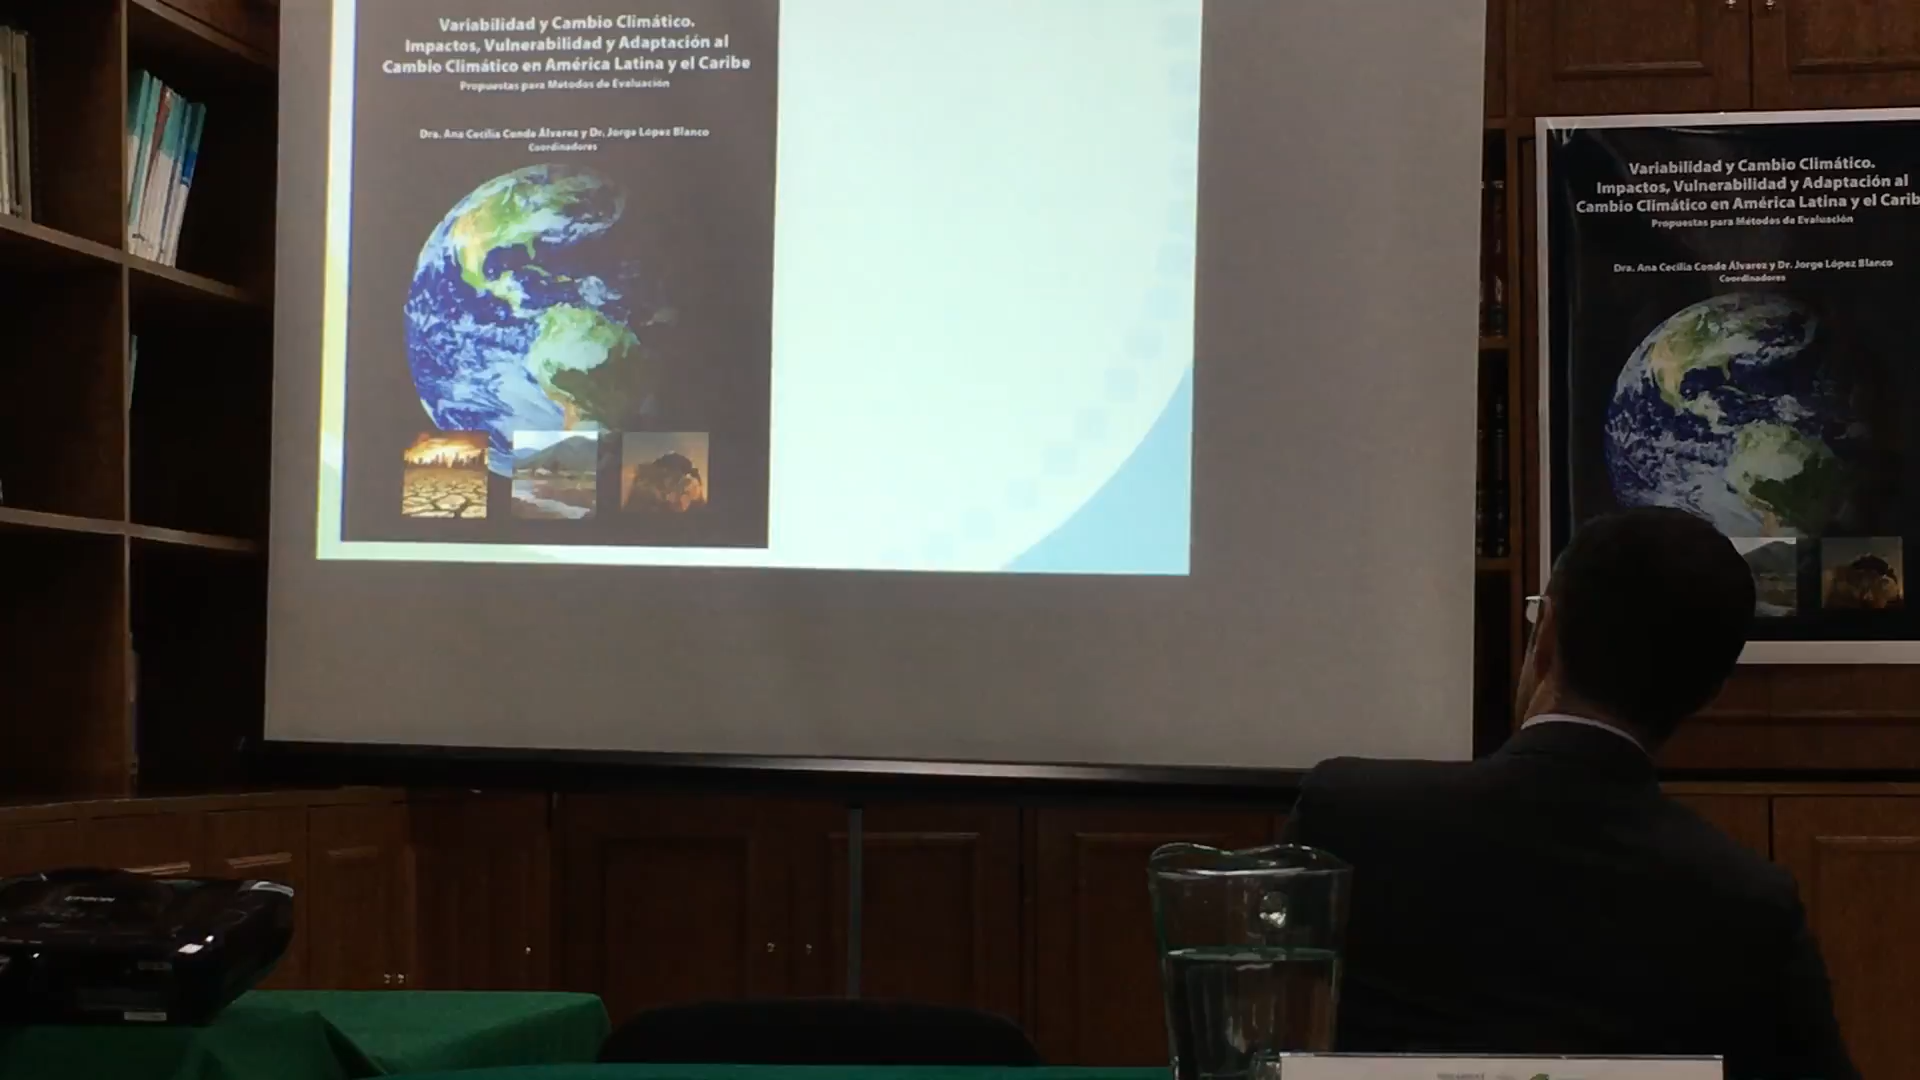 Variabilidad y Cambio Climático.
Impactos, Vulnerabilidad y Adaptación al
Cambio Climático en América Latina y el Caribe
Propuestas para Métodos de Evaluación
Dra. Ana Cecilia Conde Álvarez y Dr. Jorge López Blanco
Coordinadores
Variabilidad y Cambio Climático.
Impactos, Vulnerabilidad y Adaptación al
Cambio Climático en América Latina y el Carib
Propuestas para Métodos de Evaluación
Dra. Ana Cecilia Conde Álvarez y Dr. Jorge López Blanco
Coordinadores
EPSON